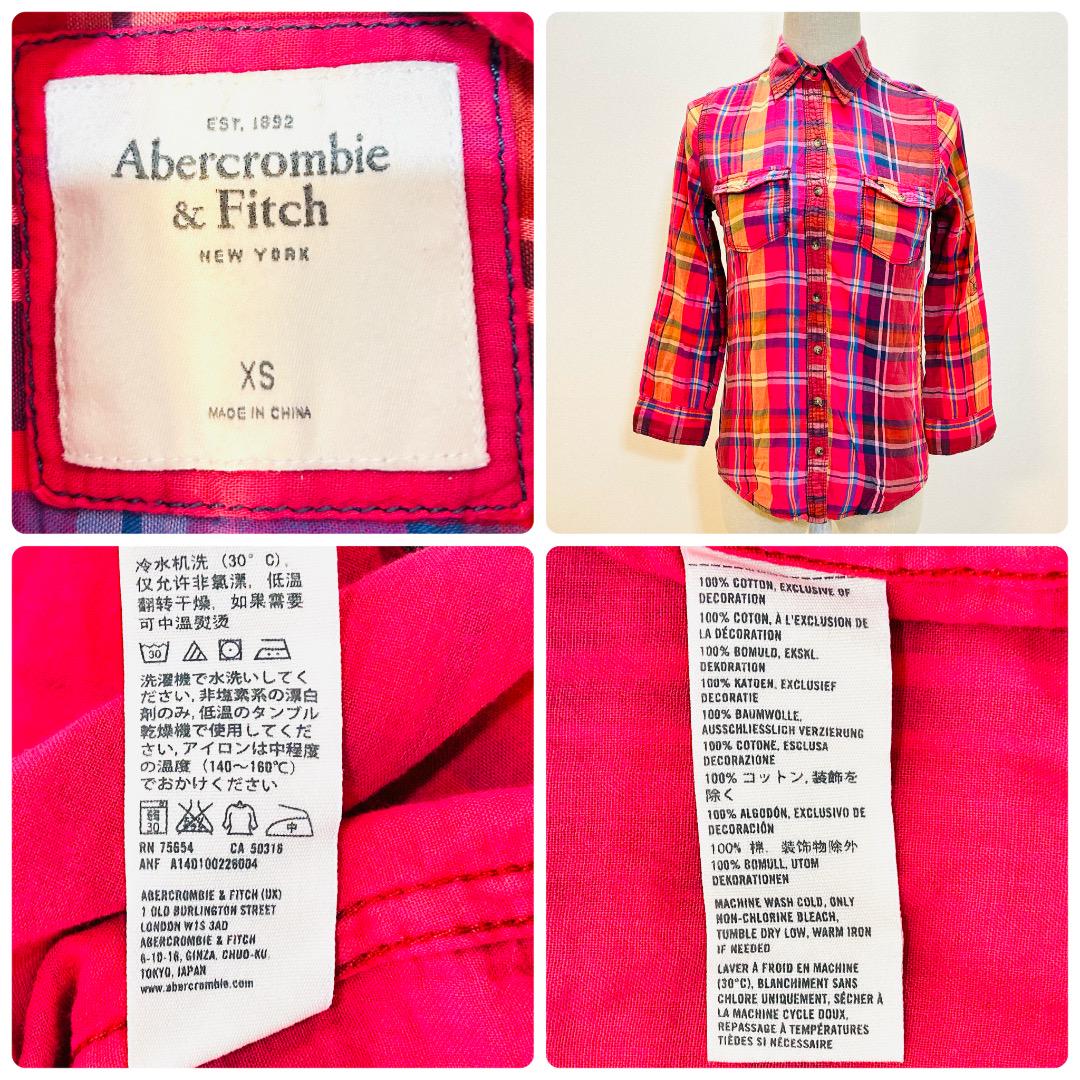 EST. 1892
Abercrombie
& Fitch
NEW YORK
XS
MADE IN CHINA
冷水机洗 (30°C),
仅允许非氯漂, 低温
翻转干燥, 如果需要
可中温熨烫
30
洗濯機で水洗いしてく
ださい,非塩素系の漂白
剤のみ,低温のタンブル
乾燥機で使用してくだ
さい,アイロンは中程度
の温度 (140~160℃)
でおかけください
30
中
RN 75654 CA 50316
ANF A140100226004
ABERCROMBIE & FITCH (UK)
1 OLD BURLINGTON STREET
LONDON W1S 3AD
ABERCROMBIE & FITCH
6-10-16, GINZA, CHUO-KU,
TOKYO, JAPAN
www.abercrombie.com
100% COTTON, EXCLUSIVE OF
DECORATION
100% COTON, À L'EXCLUSION DE
LA DÉCORATION
100% BOMULD, EKSKL.
DEKORATION
100% KATOEN, EXCLUSIEF
DECORATIE
100% BAUMWOLLE,
AUSSCHLIESSLICH VERZIERUNG
100% COTONE, ESCLUSA
DECORAZIONE
100% コットン,装飾を
除く
100% ALGODÓN, EXCLUSIVO DE
DECORACIÓN
100% 棉, 装饰物除外
100% BOMULL, UTOM
DEKORATIONEN
MACHINE WASH COLD, ONLY
NON-CHLORINE BLEACH,
TUMBLE DRY LOW, WARM IRON
IF NEEDED
LAVER À FROID EN MACHINE
(30°C), BLANCHIMENT SANS
CHLORE UNIQUEMENT, SÉCHER À
LA MACHINE CYCLE DOUX,
REPASSAGE À TEMPÉRATURES
TIÈDES SI NÉCESSAIRE